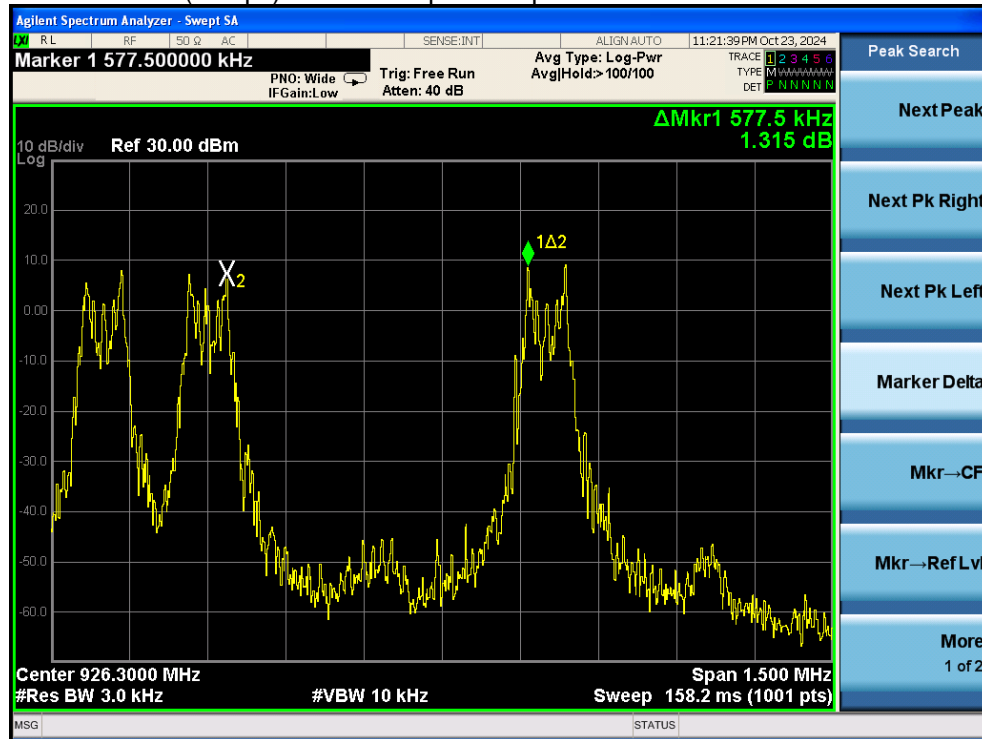 Agilent Spectrum Analyzer - Swept SA
LXI RL RF 50 Ω AC SENSE:INT ALIGN AUTO 11:21:39 PM Oct 23, 2024
Marker 1 577.500000 kHz
PNO: Wide
IFGain:Low
Trig: Free Run
Atten: 40 dB
Avg Type: Log-Pwr
Avg|Hold:>100/100
TRACE 1 2 3 4 5 6
TYPE M WWWWW
DET P N N N N N
ΔMkr1 577.5 kHz
1.315 dB
10 dB/div Ref 30.00 dBm
Log
20.0
10.0
0.00
-10.0
-20.0
-30.0
-40.0
-50.0
-60.0
X2
1Δ2
Center 926.3000 MHz
Span 1.500 MHz
#Res BW 3.0 kHz
#VBW 10 kHz
Sweep 158.2 ms (1001 pts)
MSG
STATUS
Peak Search
Next Peak
Next Pk Right
Next Pk Left
Marker Delta
Mkr→CF
Mkr→Ref Lvl
More
1 of 2